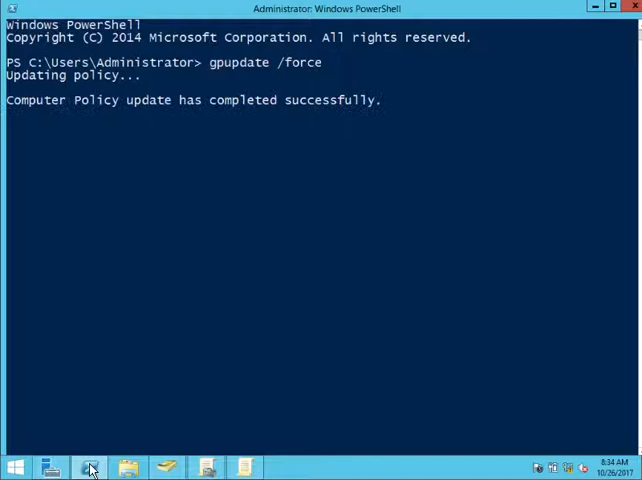 Administrator: Windows PowerShell
Windows PowerShell
Copyright (C) 2014 Microsoft Corporation. All rights reserved.
PS C:\Users\Administrator> gpupdate /force
Updating policy...
Computer Policy update has completed successfully.
8:34 AM
10/26/2017